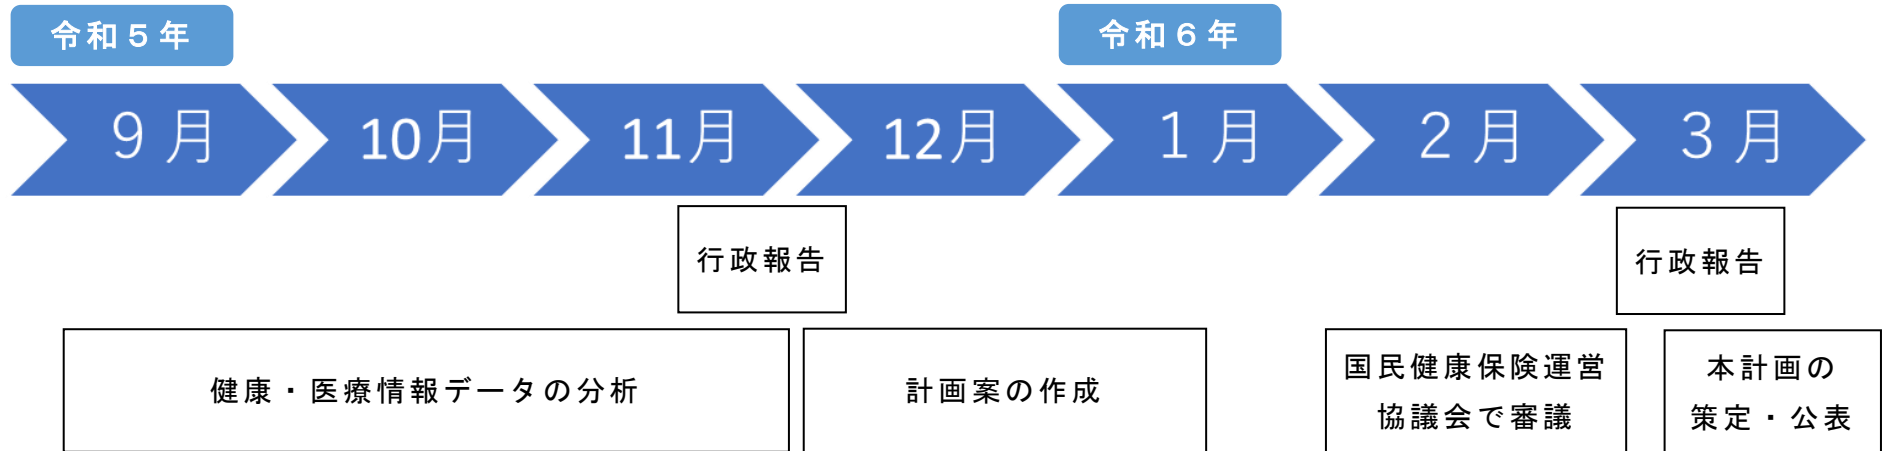 令和５年
令和６年
９月
10月
11月
12月
１月
２月
３月
行政報告
行政報告
健康・医療情報データの分析
計画案の作成
国民健康保険運営
協議会で審議
本計画の
策定・公表